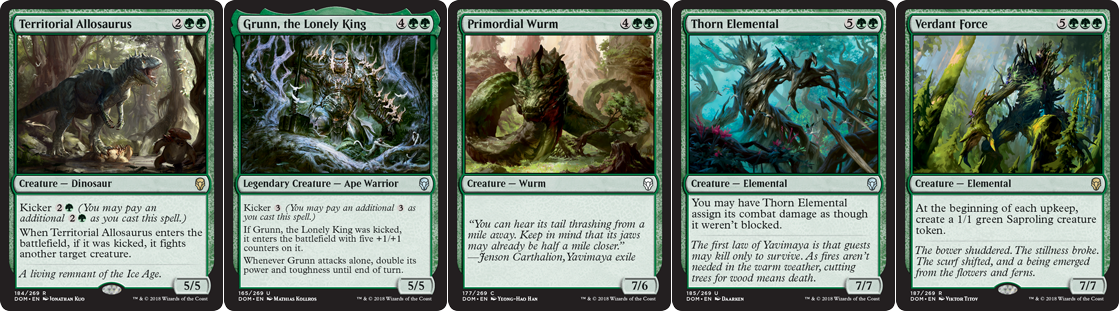 Territorial Allosaurus 2
Creature — Dinosaur
Kicker 2 (You may pay an
additional 2 as you cast this spell.)
When Territorial Allosaurus enters the
battlefield, if it was kicked, it fights
another target creature.
A living remnant of the Ice Age.
5/5
184/269 R
DOM • EN Jonatan Kuo
™ & © 2018 Wizards of the Coast
Grunn, the Lonely King 4
Legendary Creature — Ape Warrior
Kicker 3 (You may pay an additional 3 as
you cast this spell.)
If Grunn, the Lonely King was kicked,
it enters the battlefield with five +1/+1
counters on it.
Whenever Grunn attacks alone, double its
power and toughness until end of turn.
5/5
165/269 U
DOM • EN Mathias Kollros
™ & © 2018 Wizards of the Coast
Primordial Wurm 4
Creature — Wurm
“You can hear its tail thrashing from a
mile away. Keep in mind that its jaws
may already be half a mile closer.”
—Jenson Carthalion, Yavimaya exile
7/6
177/269 C
DOM • EN Yeong-Hao Han
™ & © 2018 Wizards of the Coast
Thorn Elemental 5
Creature — Elemental
You may have Thorn Elemental
assign its combat damage as though
it weren’t blocked.
The first law of Yavimaya is that guests
may kill only to survive. As fires aren’t
needed in the warm weather, cutting
trees for wood means death.
7/7
185/269 U
DOM • EN Daarken
™ & © 2018 Wizards of the Coast
Verdant Force 5
Creature — Elemental
At the beginning of each upkeep,
create a 1/1 green Saproling creature
token.
The bower shuddered. The stillness broke.
The scurf shifted, and a being emerged
from the flowers and ferns.
7/7
187/269 R
DOM • EN Viktor Titov
™ & © 2018 Wizards of the Coast